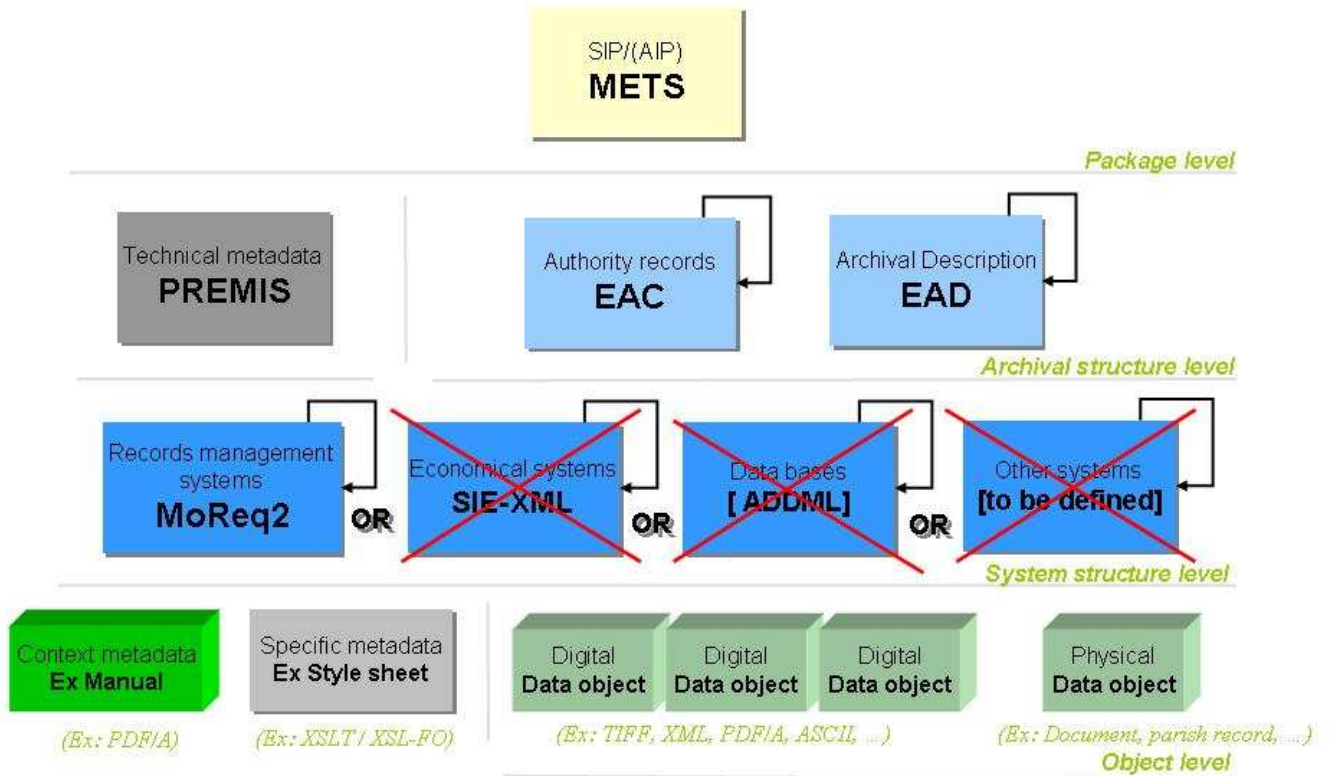 SIP/(AIP)
METS
Package level
Technical metadata
PREMIS
Authority records
EAC
Archival Description
EAD
Archival structure level
Records management
systems
MoReq2
OR
Economical systems
SIE-XML
OR
Data bases
[ ADDML]
OR
Other systems
[to be defined]
System structure level
Context metadata
Ex Manual
(Ex: PDF/A)
Specific metadata
Ex Style sheet
(Ex: XSLT / XSL-FO)
Digital
Data object
Digital
Data object
Digital
Data object
(Ex: TIFF, XML, PDF/A, ASCII, ...)
Physical
Data object
(Ex: Document, parish record, ...)
Object level